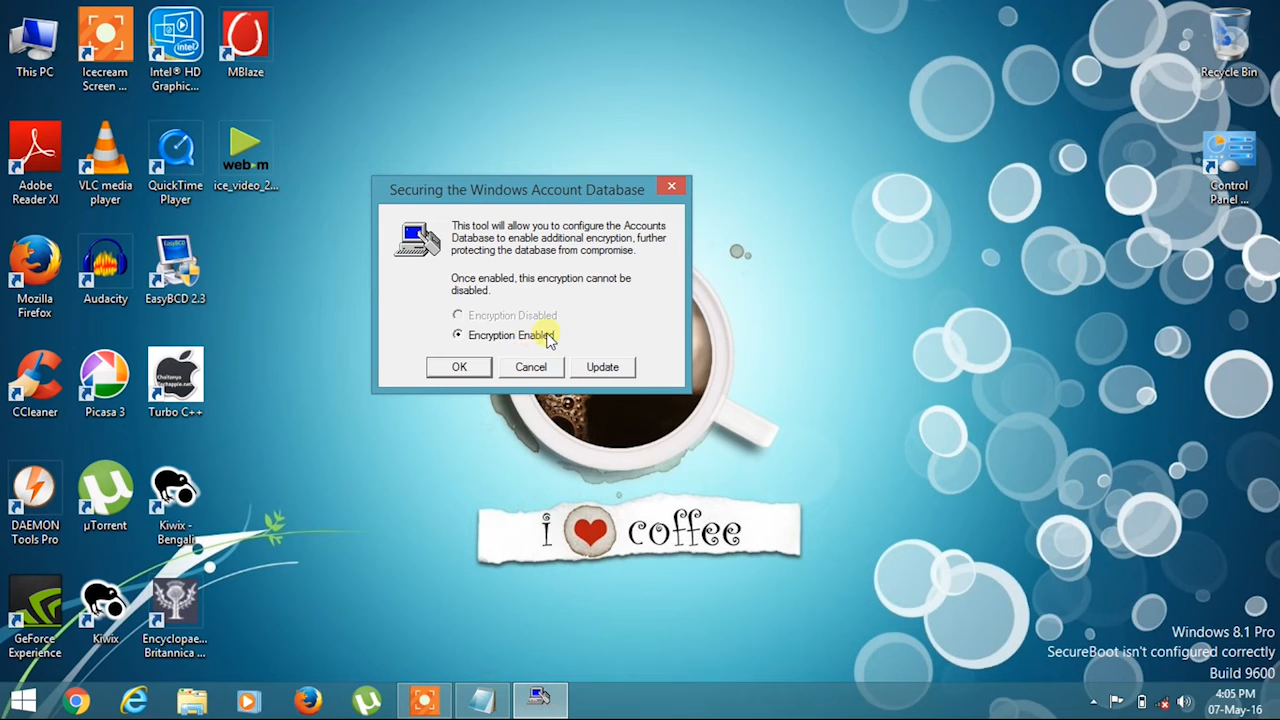 This PC
Icecream
Screen ...
Intel® HD
Graphic...
MBlaze
Recycle Bin
Adobe
Reader XI
VLC media
player
QuickTime
Player
web·m
ice_video_2...
Control
Panel ...
Mozilla
Firefox
Audacity
EasyBCD
EasyBCD 2.3
CCleaner
Picasa 3
Turbo C++
DAEMON
Tools Pro
µTorrent
Kiwix -
Bengali
GeForce
Experience
Kiwix
Encyclopae...
Britannica ...
Securing the Windows Account Database
This tool will allow you to configure the Accounts
Database to enable additional encryption, further
protecting the database from compromise.
Once enabled, this encryption cannot be
disabled.
Encryption Disabled
Encryption Enabled
OK
Cancel
Update
i coffee
Windows 8.1 Pro
SecureBoot isn't configured correctly
Build 9600
4:05 PM
07-May-16